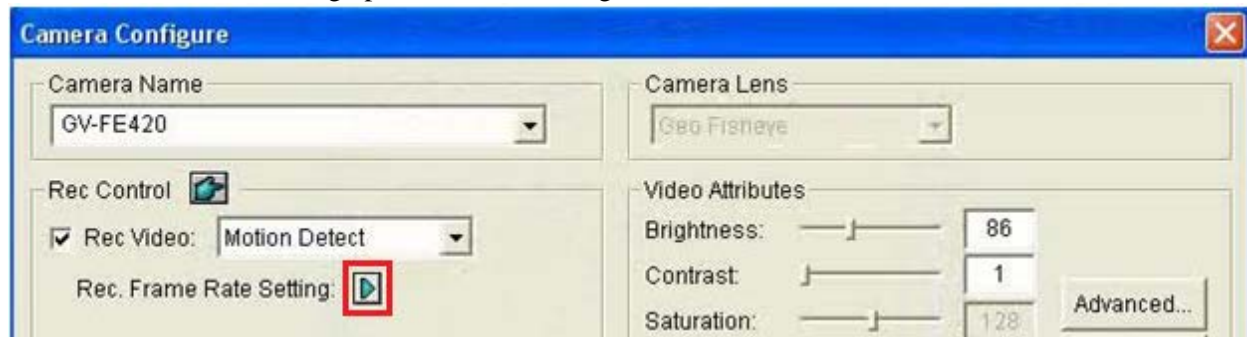 Camera Configure
Camera Name
GV-FE420
Camera Lens
Geo Fisheye
Rec Control
Rec Video: Motion Detect
Rec. Frame Rate Setting:
Video Attributes
Brightness: 86
Contrast: 1
Saturation: 128
Advanced...